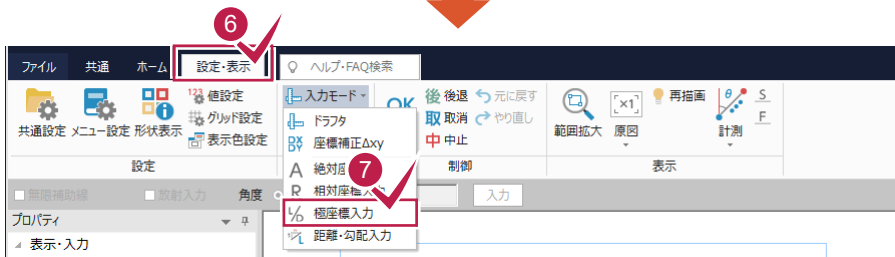 6
ファイル 共通 ホーム 設定・表示 ヘルプ・FAQ検索
共通設定 メニュー設定 形状表示 123 値設定 グリッド設定 表示色設定 入力モード OK 後 後退 元に戻す 取 取消 やり直し 中 中止 範囲拡大 [×1] 原図 再描画 θ 計測 S F
ドラフタ
DX DY 座標補正Δxy
設定 制御 表示
A 絶対座 7
R 相対座標入力
無限補助線 放射入力 角度 入力
L/θ 極座標入力
プロパティ
L 距離・勾配入力
表示・入力